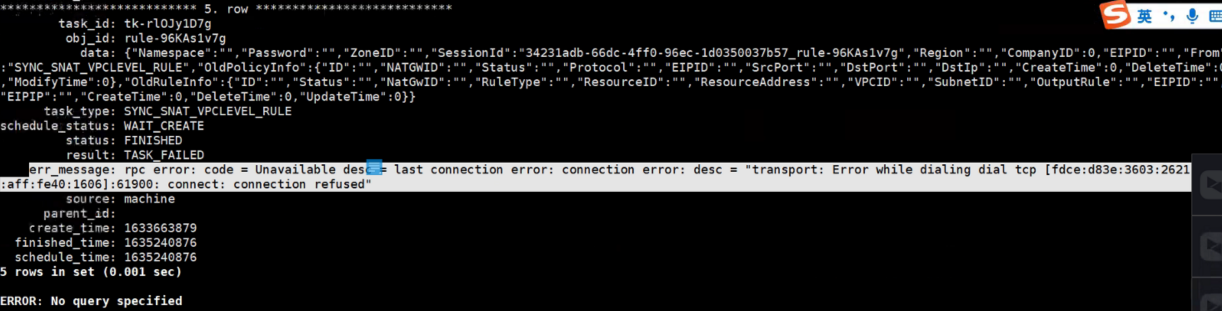 *************************** 5. row ***************************
task_id: tk-rlOJy1D7g
obj_id: rule-96KAs1v7g
data: {"Namespace":"","Password":"","ZoneID":"","SessionId":"34231adb-66dc-4ff0-96ec-1d0350037b57_rule-96KAs1v7g","Region":"","CompanyID":0,"EIPID":"","From
:"SYNC_SNAT_VPCLEVEL_RULE","OldPolicyInfo":{"ID":"","NATGWID":"","Status":"","Protocol":"","EIPID":"","SrcPort":"","DstPort":"","DstIp":"","CreateTime":0,"DeleteTime":0
,"ModifyTime":0},"OldRuleInfo":{"ID":"","Status":"","NatGwID":"","RuleType":"","ResourceID":"","ResourceAddress":"","VPCID":"","SubnetID":"","OutputRule":"","EIPID":""
"EIPIP":"","CreateTime":0,"DeleteTime":0,"UpdateTime":0}}
task_type: SYNC_SNAT_VPCLEVEL_RULE
schedule_status: WAIT_CREATE
status: FINISHED
result: TASK_FAILED
err_message: rpc error: code = Unavailable desc = last connection error: connection error: desc = "transport: Error while dialing dial tcp [fdce:d83e:3603:2621
:aff:fe40:1606]:61900: connect: connection refused"
source: machine
parent_id:
create_time: 1633663879
finished_time: 1635240876
schedule_time: 1635240876
5 rows in set (0.001 sec)
ERROR: No query specified
S 英